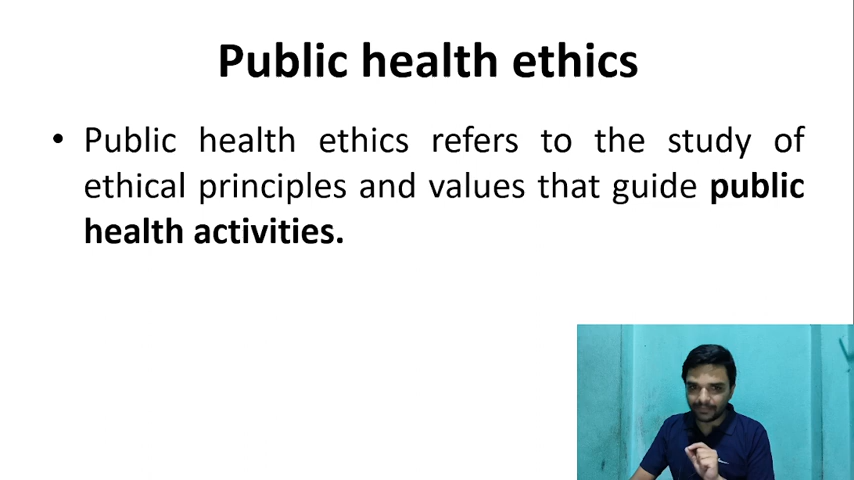 Public health ethics
• Public health ethics refers to the study of
ethical principles and values that guide public
health activities.